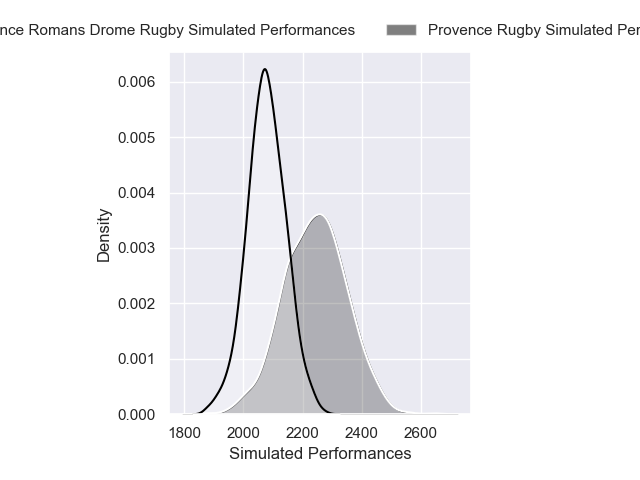 nce Romans Drome Rugby Simulated Performances Provence Rugby Simulated Per
0.006
0.005
0.004
0.003
0.002
0.001
0.000
Density
1800 2000 2200 2400 2600
Simulated Performances